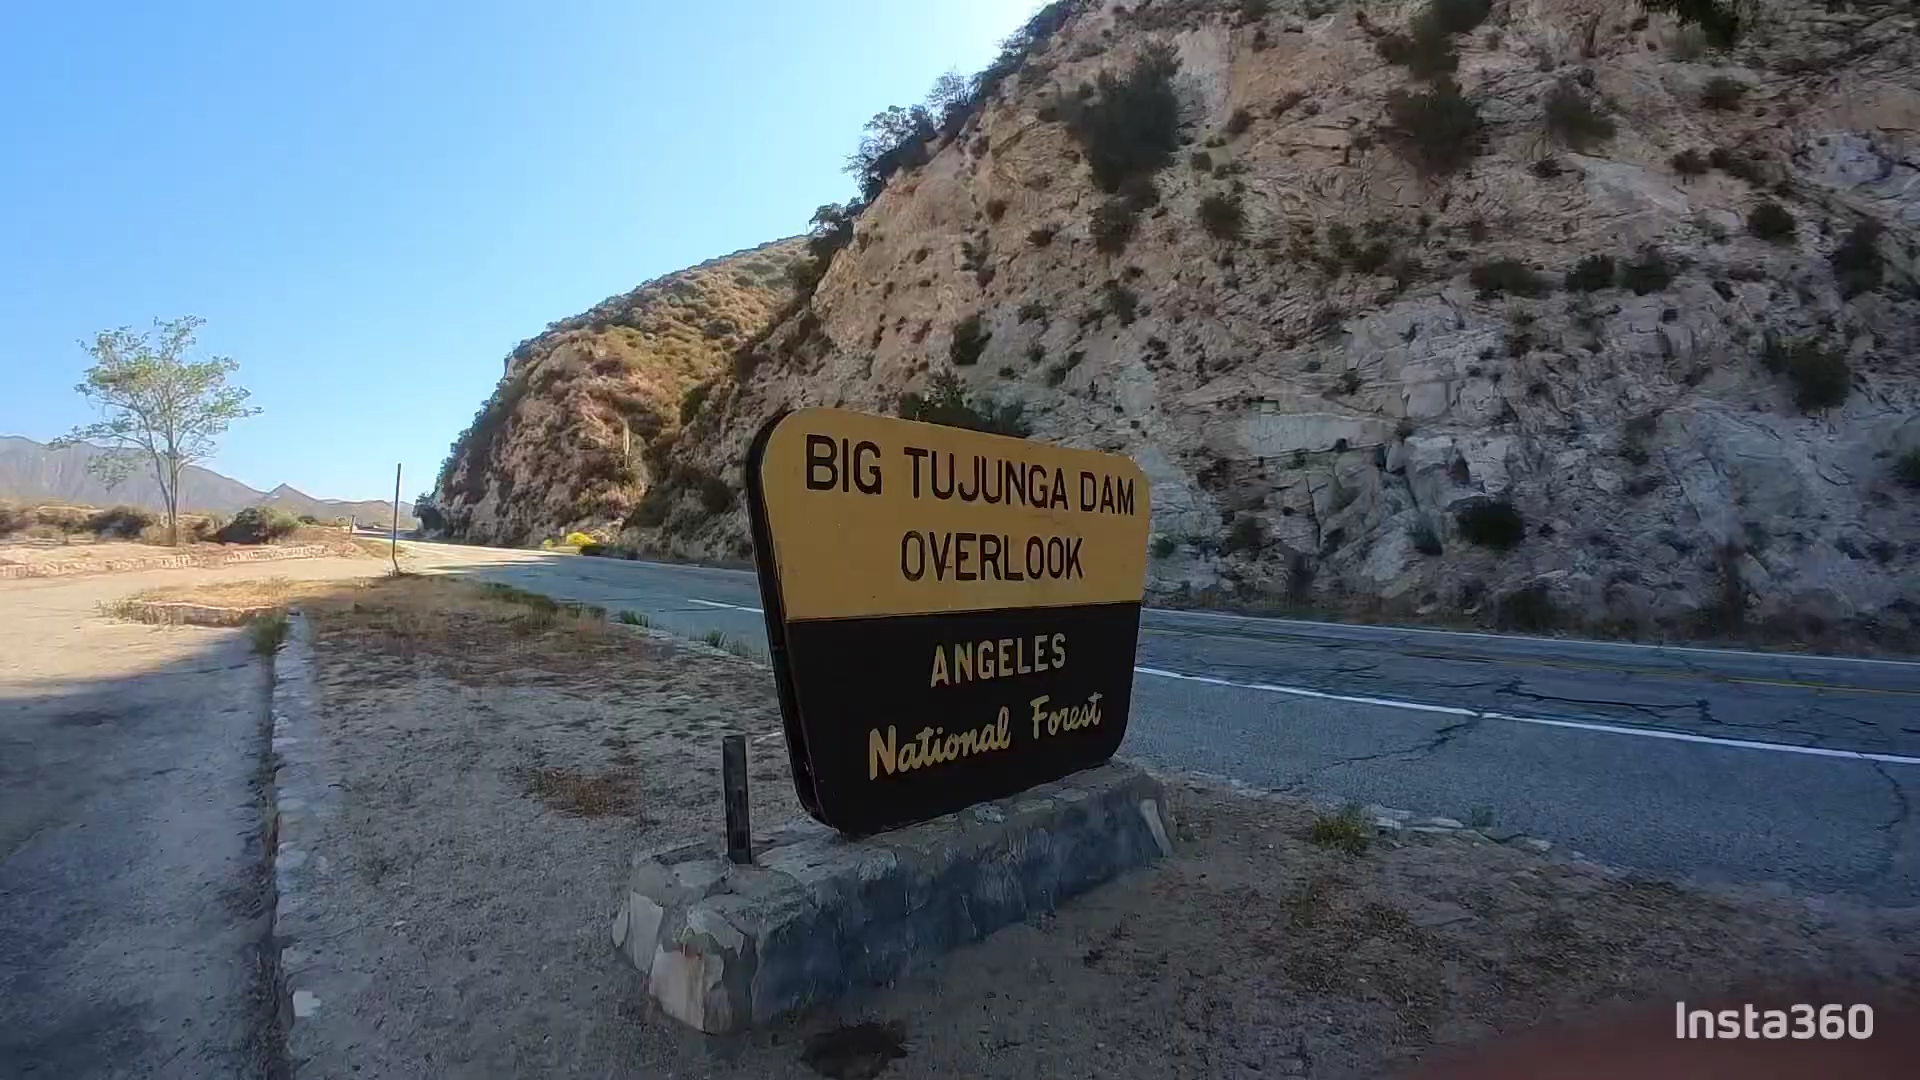 BIG TUJUNGA DAM
OVERLOOK
ANGELES
National Forest
Insta360